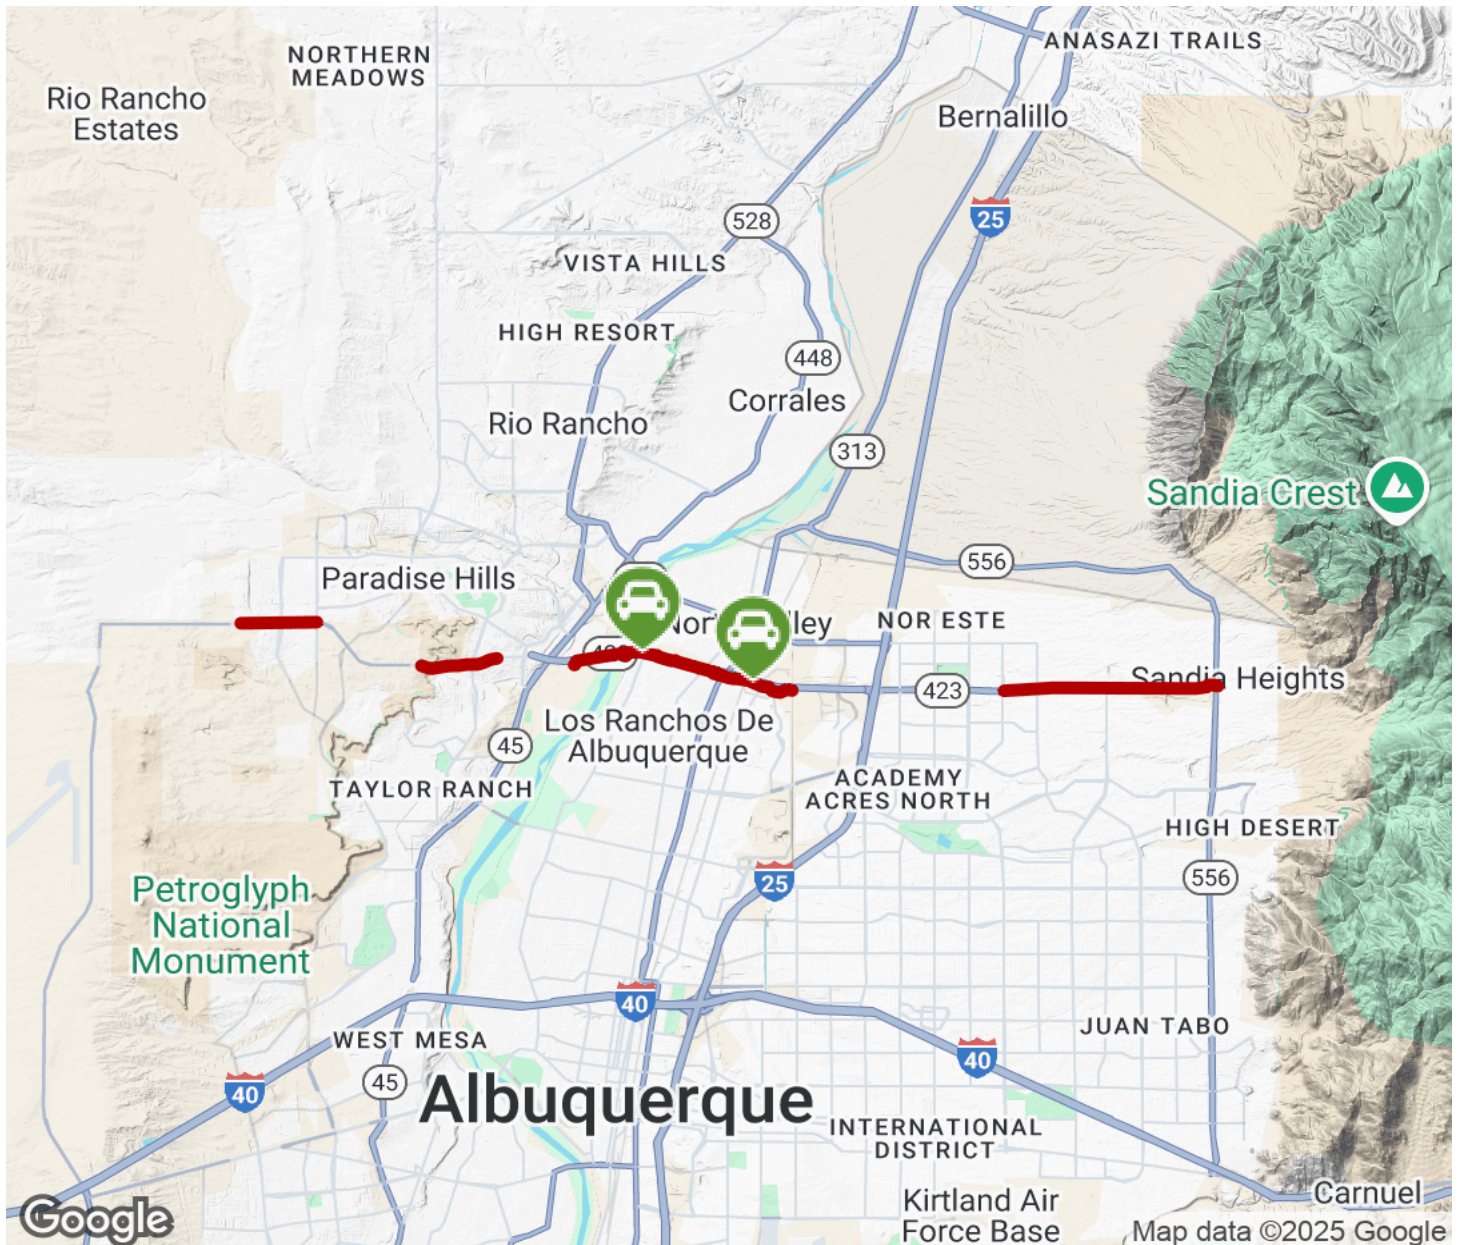 ANASAZI TRAILS
NORTHERN
MEADOWS
Rio Rancho
Estates
Bernalillo
528
25
VISTA HILLS
HIGH RESORT
448
Corrales
Rio Rancho
313
Sandia Crest
556
Paradise Hills
NOR ESTE
Sandia Heights
423
Los Ranchos De
Albuquerque
45
TAYLOR RANCH
ACADEMY
ACRES NORTH
HIGH DESERT
25
556
Petroglyph
National
Monument
40
WEST MESA
JUAN TABO
40
45
40
Albuquerque
INTERNATIONAL
DISTRICT
Carnuel
Kirtland Air
Force Base
Google
Map data ©2025 Google